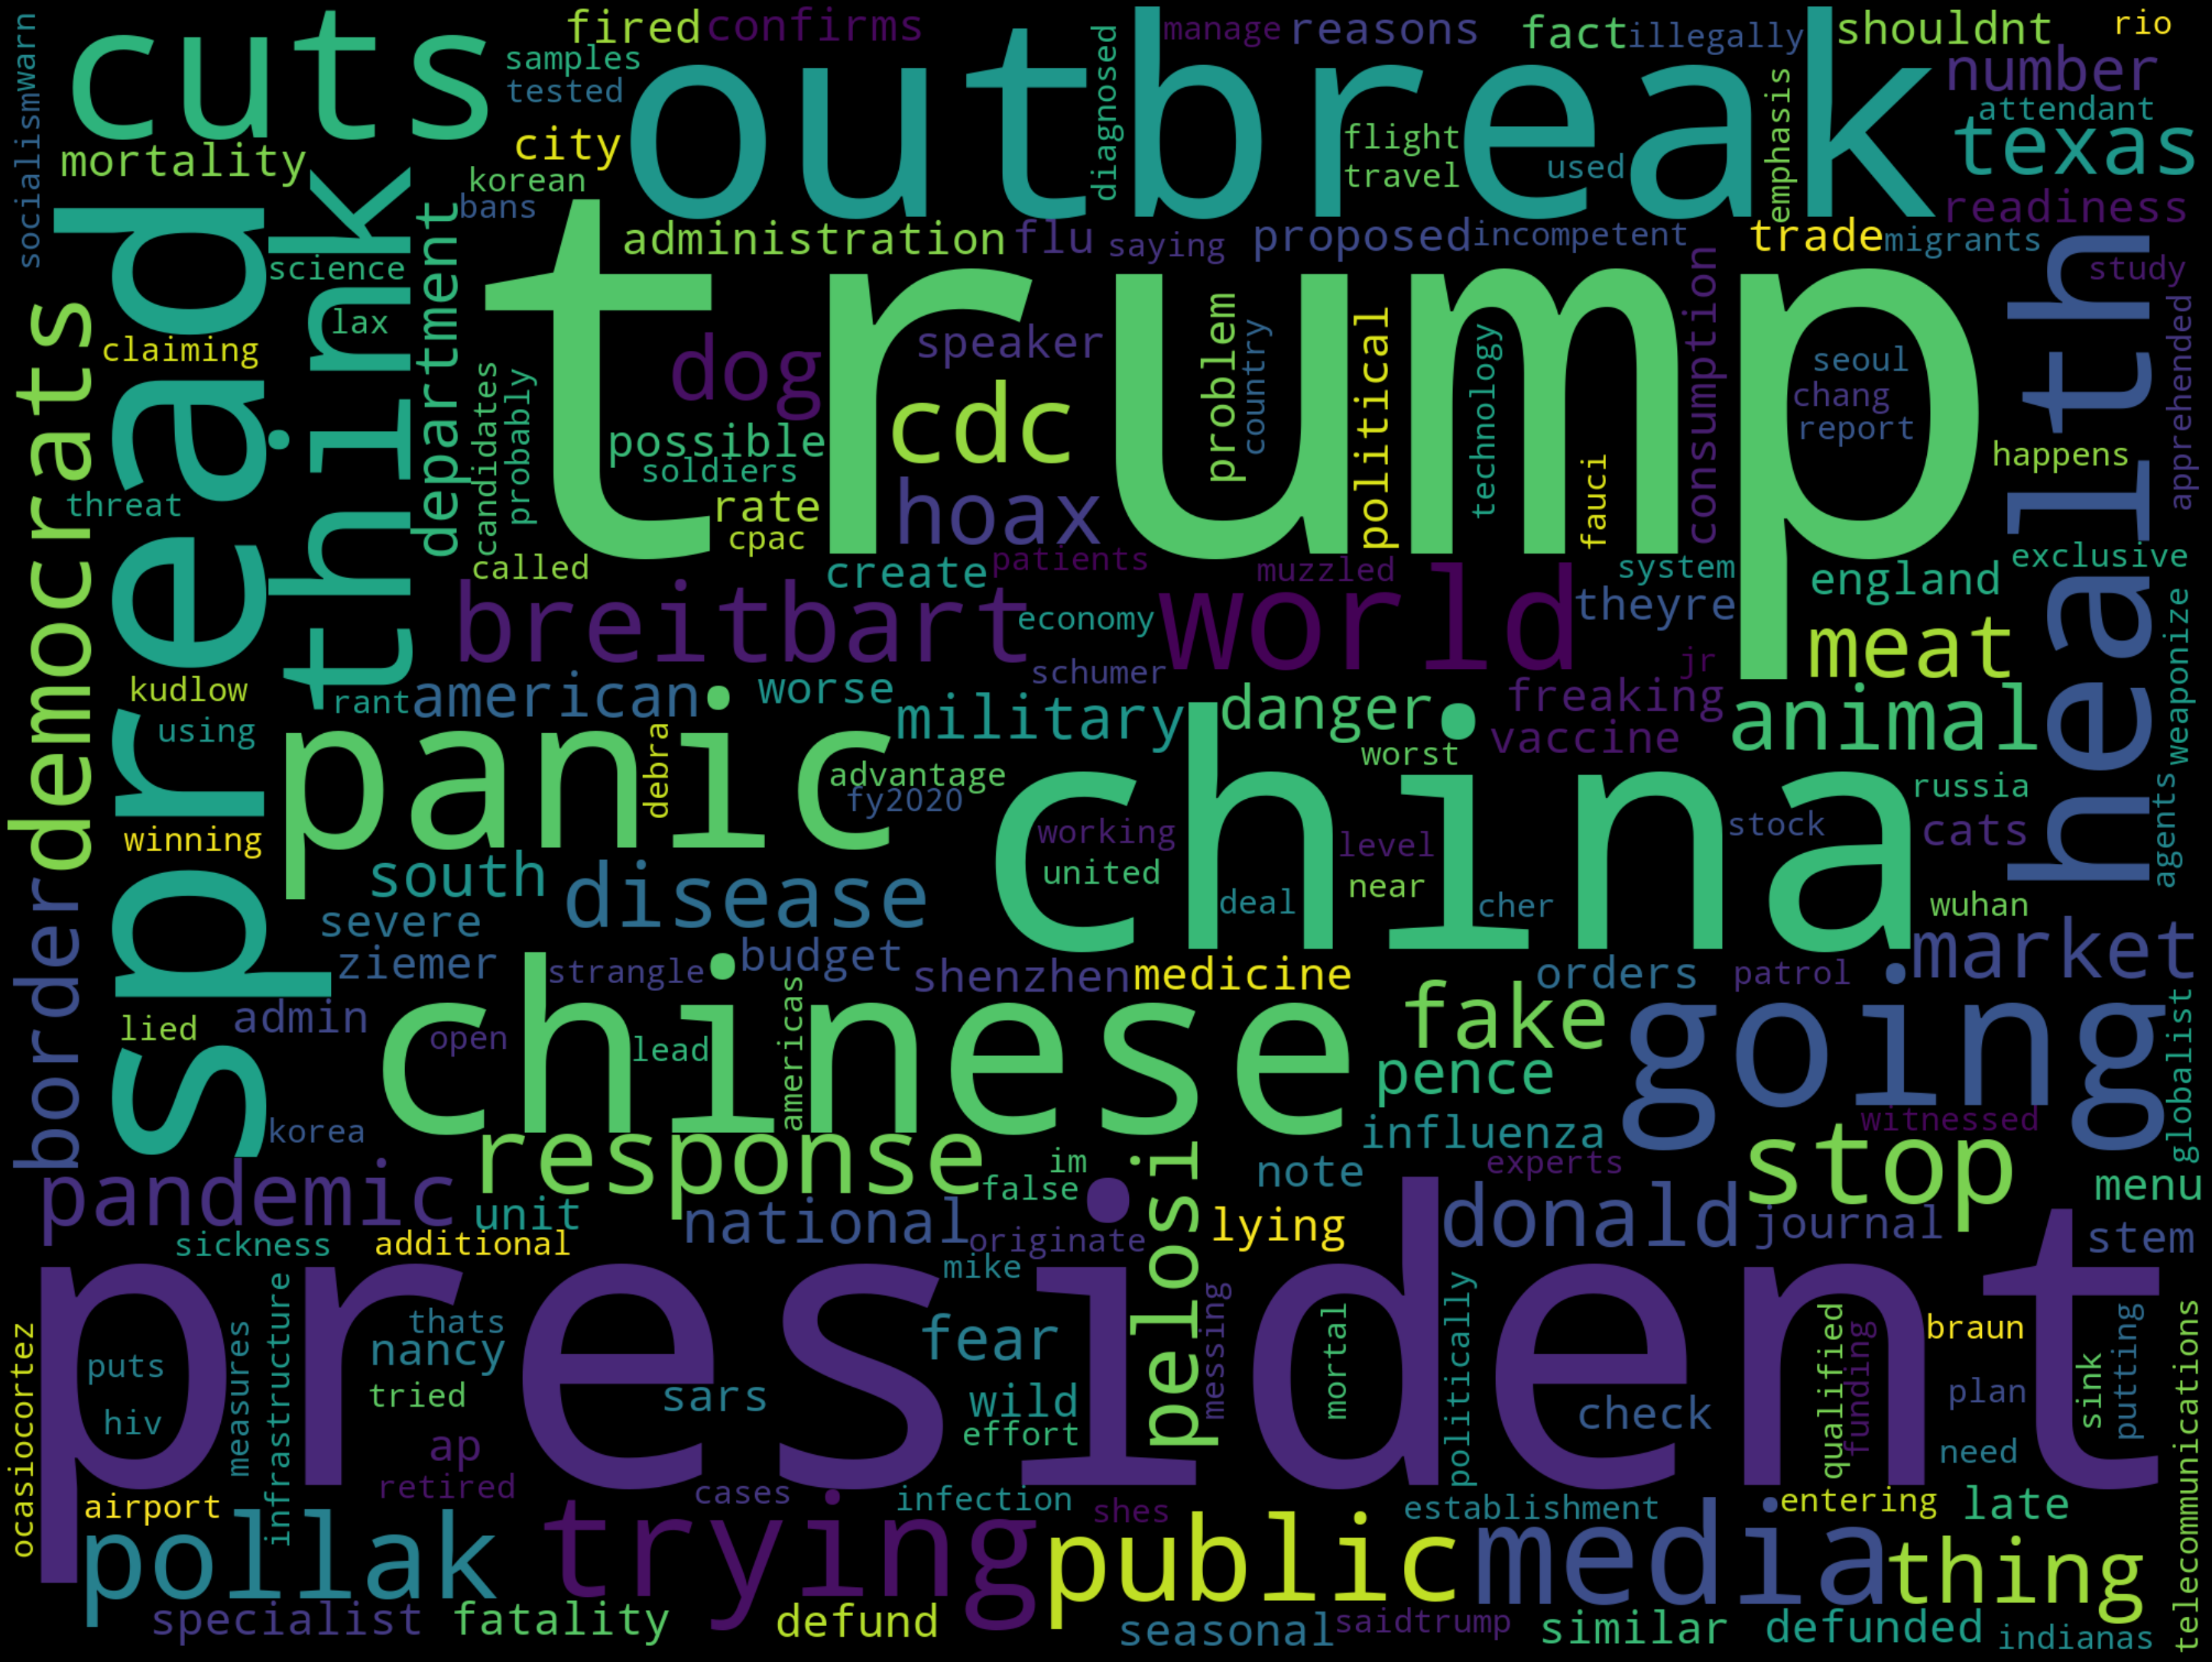 cuts
outbreak
fired
confirms
manage
reasons
fact
illegally
shouldnt
rio
samples
tested
city
diagnosed
flight
travel
used
emphasis
number
attendant
texas
socialism
warn
mortality
korean
bans
think
spread
department
administration
flu
saying
proposed
incompetent
trade
migrants
readiness
study
trump
health
science
lax
claiming
democrats
dog
speaker
problem
country
political
technology
consumption
seoul
chang
report
apprehended
happens
candidates
probably
possible
soldiers
cdc
rate
cpac
hoax
fauci
threat
called
create
patients
muzzled
system
england
exclusive
breitbart
economy
world
theyre
meat
weaponize
schumer
jr
kudlow
rant
american
worse
military
danger
freaking
vaccine
animal
using
panic
debra
advantage
fy2020
worst
china
russia
winning
working
level
stock
cats
agents
south
disease
united
near
deal
cher
wuhan
severe
ziemer
strangle
budget
shenzhen
medicine
orders
patrol
market
border
lied
admin
open
chinese
lead
americas
fake
going
globalist
pence
korea
influenza
witnessed
response
im
false
pelosi
note
experts
stop
menu
pandemic
unit
national
originate
lying
donald
journal
stem
sickness
additional
mike
president
ocasiocortez
puts
hiv
measures
infrastructure
thats
nancy
tried
sars
fear
wild
effort
messing
mortal
politically
check
qualified
funding
braun
plan
need
sink
putting
telecommunications
ap
retired
airport
cases
infection
shes
establishment
entering
late
pollak
trying
public
media
thing
specialist
fatality
defund
seasonal
saidtrump
similar
defunded
indianas